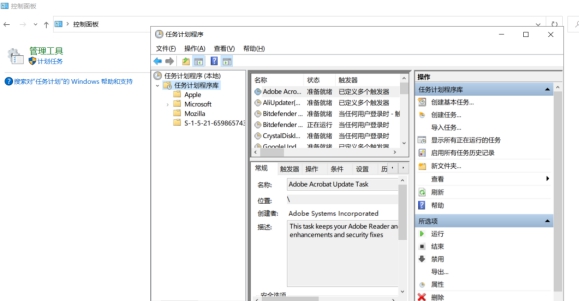 控制面板
控制面板
管理工具
计划任务
搜索对"任务计划"的 Windows 帮助和支持
任务计划程序
文件(F) 操作(A) 查看(V) 帮助(H)
任务计划程序 (本地)
任务计划程序库
Apple
Microsoft
Mozilla
S-1-5-21-659865743
名称 状态 触发器
Adobe Acro... 准备就绪 已定义多个触发器
AliUpdater(... 准备就绪 已定义多个触发器
Bitdefender ... 准备就绪 当任何用户登录时
Bitdefender ... 正在运行 当任何用户登录时
CrystalDiskI... 准备就绪 当任何用户登录时
GoogleUpd 准备就绪 已定义多个触发器
常规 触发器 操作 条件 设置 历
名称: Adobe Acrobat Update Task
位置: \
创建者: Adobe Systems Incorporated
描述: This task keeps your Adobe Reader an
enhancements and security fixes
安全选项
操作
任务计划程序库
创建基本任务...
创建任务...
导入任务...
显示所有正在运行的任务
启用所有任务历史记录
新文件夹...
查看
刷新
帮助
所选项
运行
结束
禁用
导出...
属性
删除